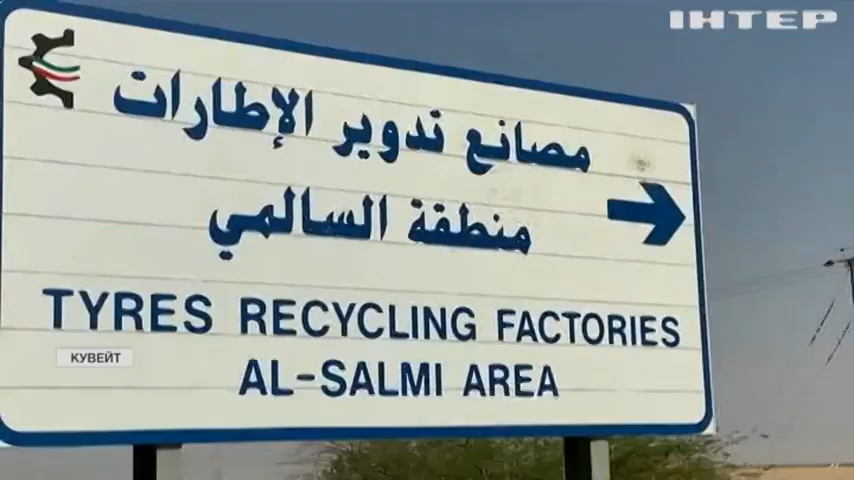 ІНТЕР
مصانع تدوير الإطارات
منطقة السالمي
TYRES RECYCLING FACTORIES
КУВЕЙТ
AL-SALMI AREA